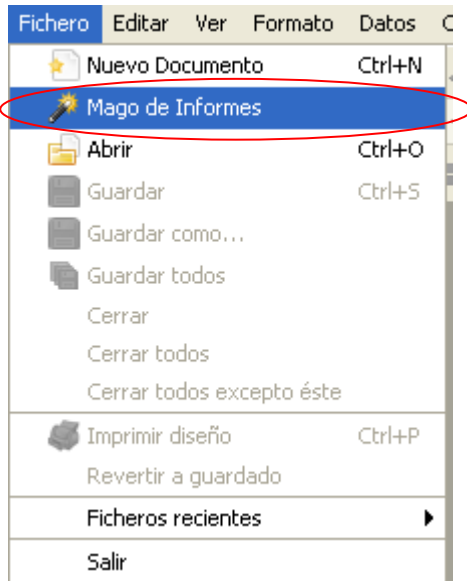 Fichero Editar Ver Formato Datos
Nuevo Documento Ctrl+N
Mago de Informes
Abrir Ctrl+O
Guardar Ctrl+S
Guardar como...
Guardar todos
Cerrar
Cerrar todos
Cerrar todos excepto éste
Imprimir diseño Ctrl+P
Revertir a guardado
Ficheros recientes
Salir